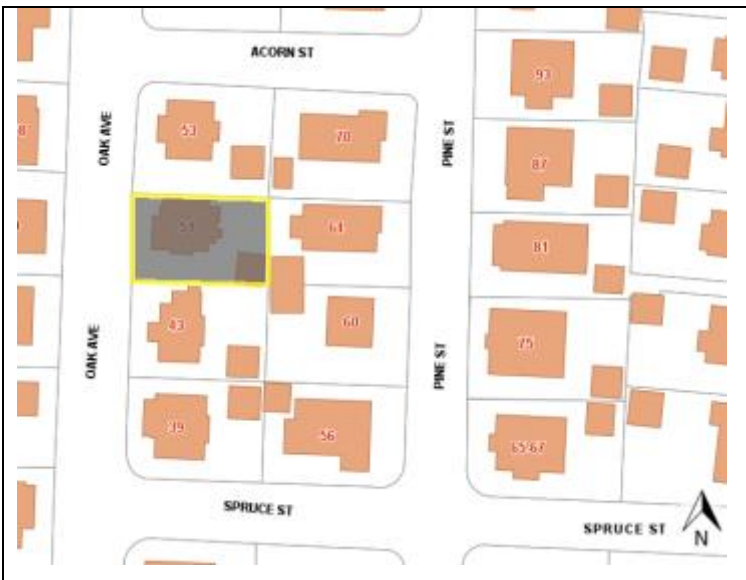 ACORN ST
OAK AVE
PINE ST
93
53
70
87
64
81
43
60
75
OAK AVE
PINE ST
39
56
65-67
SPRUCE ST
SPRUCE ST
N